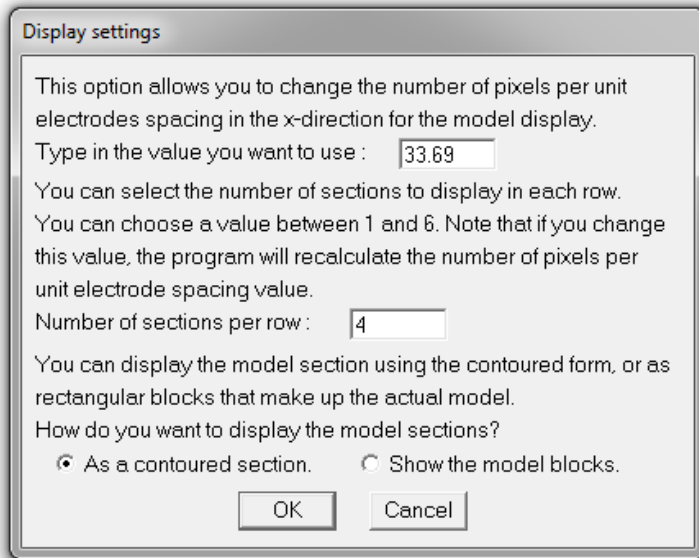 Display settings
This option allows you to change the number of pixels per unit
electrodes spacing in the x-direction for the model display.
Type in the value you want to use : 33.69
You can select the number of sections to display in each row.
You can choose a value between 1 and 6. Note that if you change
this value, the program will recalculate the number of pixels per
unit electrode spacing value.
Number of sections per row : 4
You can display the model section using the contoured form, or as
rectangular blocks that make up the actual model.
How do you want to display the model sections?
As a contoured section. Show the model blocks.
OK Cancel